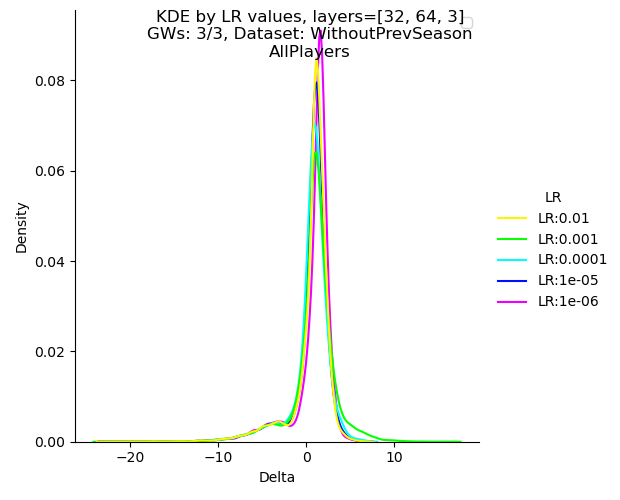 KDE by LR values, layers=[32, 64, 3]
GWs: 3/3, Dataset: WithoutPrevSeason
AllPlayers
0.08
0.06
0.04
0.02
0.00
Density
−20
−10
0
10
Delta
LR
LR:0.01
LR:0.001
LR:0.0001
LR:1e-05
LR:1e-06